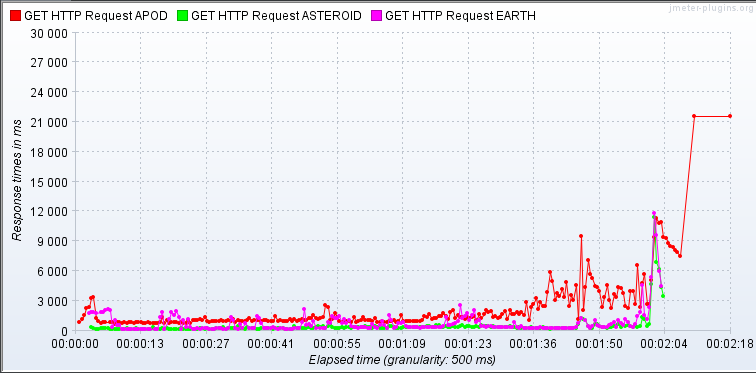 jmeter-plugins.org
GET HTTP Request APOD GET HTTP Request ASTEROID GET HTTP Request EARTH
30 000
27 000
24 000
21 000
18 000
15 000
12 000
9 000
6 000
3 000
0
Response times in ms
00:00:00 00:00:13 00:00:27 00:00:41 00:00:55 00:01:09 00:01:23 00:01:36 00:01:50 00:02:04 00:02:18
Elapsed time (granularity: 500 ms)